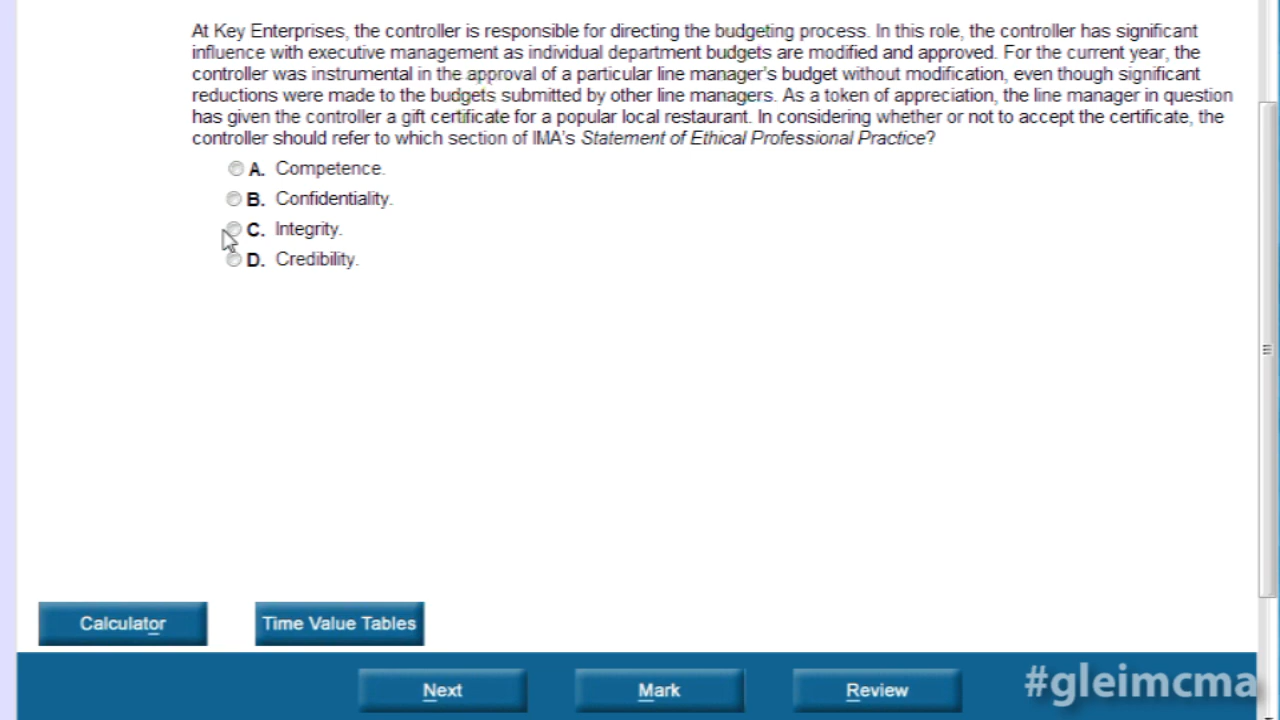 At Key Enterprises, the controller is responsible for directing the budgeting process. In this role, the controller has significant
influence with executive management as individual department budgets are modified and approved. For the current year, the
controller was instrumental in the approval of a particular line manager's budget without modification, even though significant
reductions were made to the budgets submitted by other line managers. As a token of appreciation, the line manager in question
has given the controller a gift certificate for a popular local restaurant. In considering whether or not to accept the certificate, the
controller should refer to which section of IMA's Statement of Ethical Professional Practice?
A. Competence.
B. Confidentiality.
C. Integrity.
D. Credibility.
Calculator
Time Value Tables
Next
Mark
Review
#gleimcma